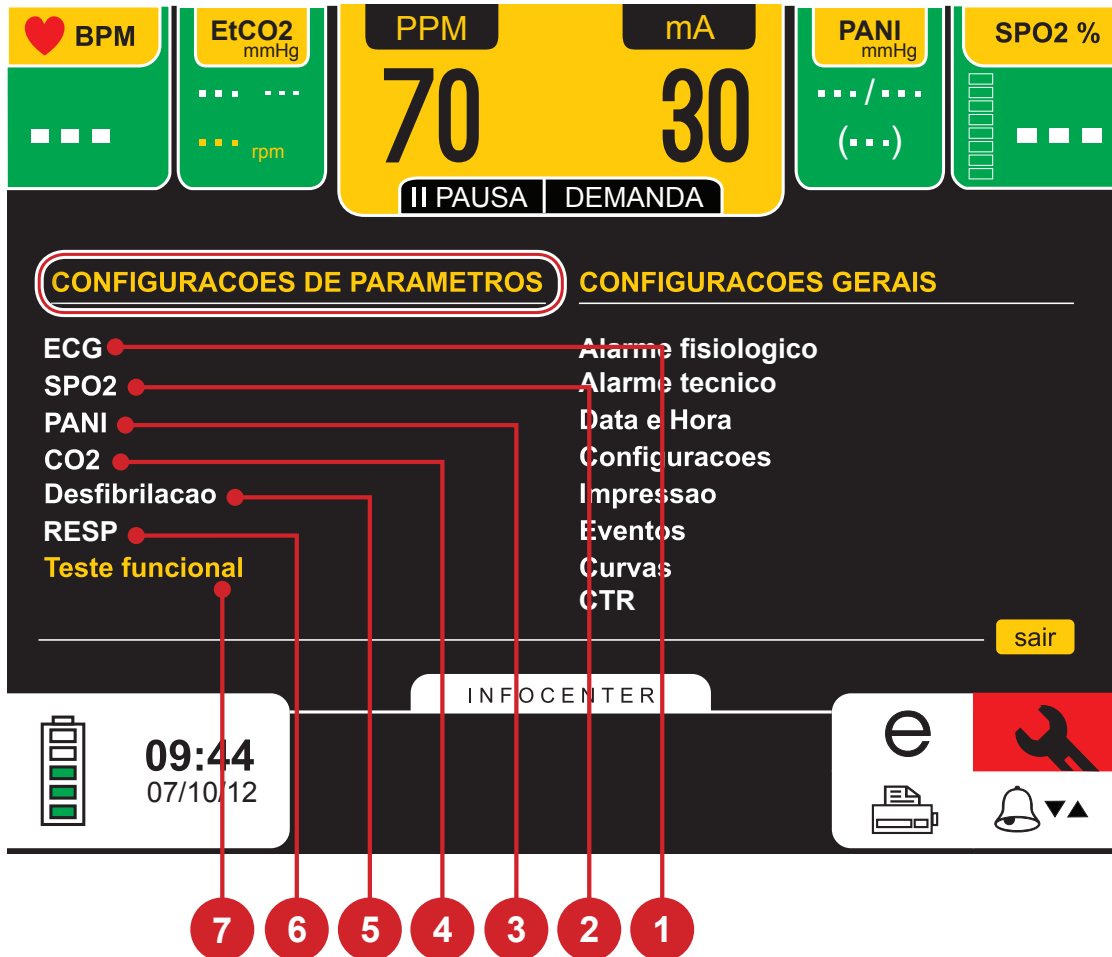 BPM
EtCO2
mmHg
rpm
PPM
mA
70
30
II PAUSA
DEMANDA
PANI
mmHg
--- / ---
(---)
SPO2 %
CONFIGURACOES DE PARAMETROS
ECG
SPO2
PANI
CO2
Desfibrilacao
RESP
Teste funcional
CONFIGURACOES GERAIS
Alarme fisiologico
Alarme tecnico
Data e Hora
Configuracoes
Impressao
Eventos
Curvas
CTR
sair
INFOCENTER
09:44
07/10/12
e
7 6 5 4 3 2 1